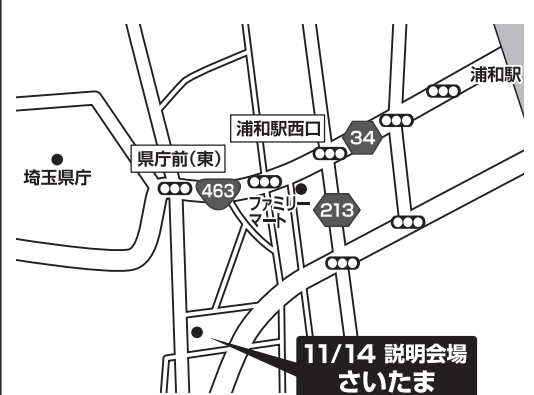 浦和駅
浦和駅西口
34
県庁前（東）
埼玉県庁
463
ファミリー
マート
213
11/14 説明会場
さいたま